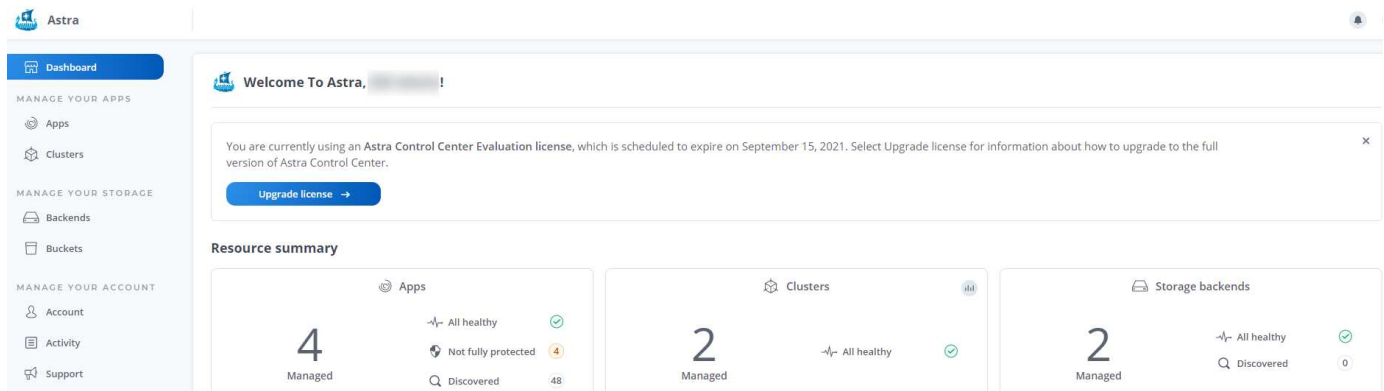 Astra
Dashboard
MANAGE YOUR APPS
Apps
Clusters
MANAGE YOUR STORAGE
Backends
Buckets
MANAGE YOUR ACCOUNT
Account
Activity
Support
Welcome To Astra, !
You are currently using an Astra Control Center Evaluation license, which is scheduled to expire on September 15, 2021. Select Upgrade license for information about how to upgrade to the full
version of Astra Control Center.
Upgrade license →
Resource summary
Apps
4
Managed
All healthy
Not fully protected 4
Discovered 48
Clusters
2
Managed
All healthy
Storage backends
2
Managed
All healthy
Discovered 0